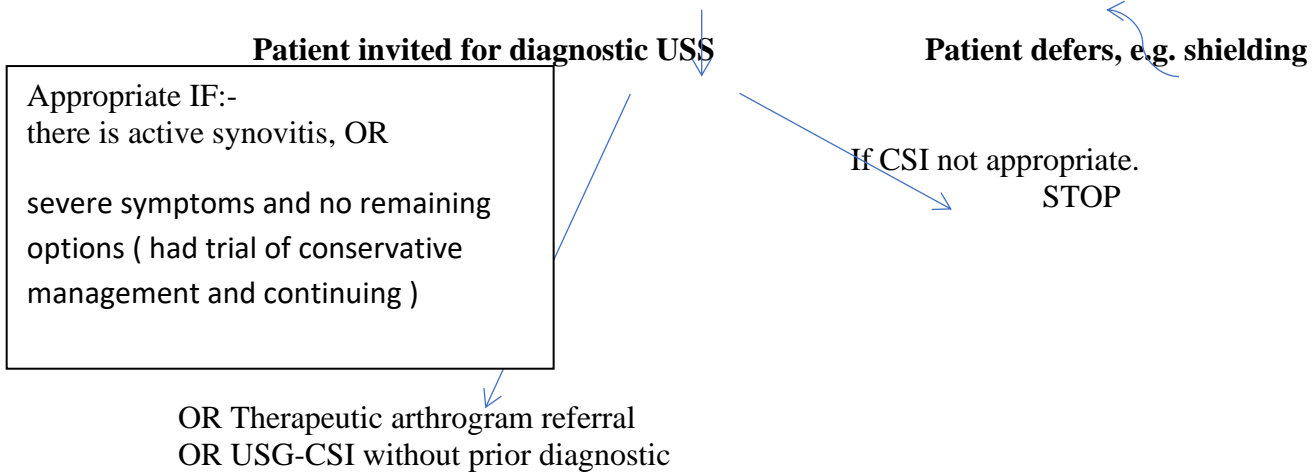 Patient invited for diagnostic USS
Patient defers, e.g. shielding
Appropriate IF:-
there is active synovitis, OR
severe symptoms and no remaining
options ( had trial of conservative
management and continuing )
If CSI not appropriate.
STOP
OR Therapeutic arthrogram referral
OR USG-CSI without prior diagnostic